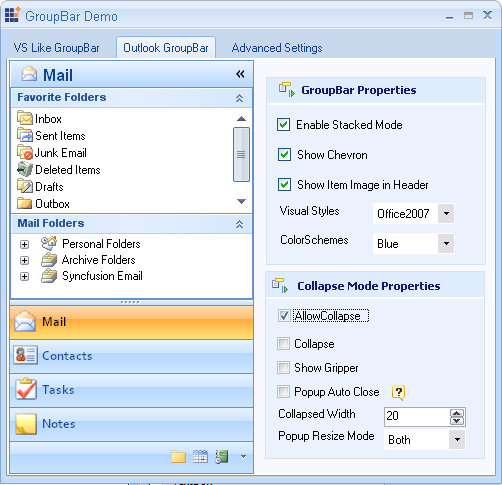 GroupBar Demo
VS Like GroupBar
Outlook GroupBar
Advanced Settings
Mail
Favorite Folders
Inbox
Sent Items
Junk Email
Deleted Items
Drafts
Outbox
Mail Folders
Personal Folders
Archive Folders
Syncfusion Email
Mail
Contacts
Tasks
Notes
GroupBar Properties
Enable Stacked Mode
Show Chevron
Show Item Image in Header
Visual Styles
Office2007
ColorSchemes
Blue
Collapse Mode Properties
AllowCollapse
Collapse
Show Gripper
Popup Auto Close
Collapsed Width
20
Popup Resize Mode
Both